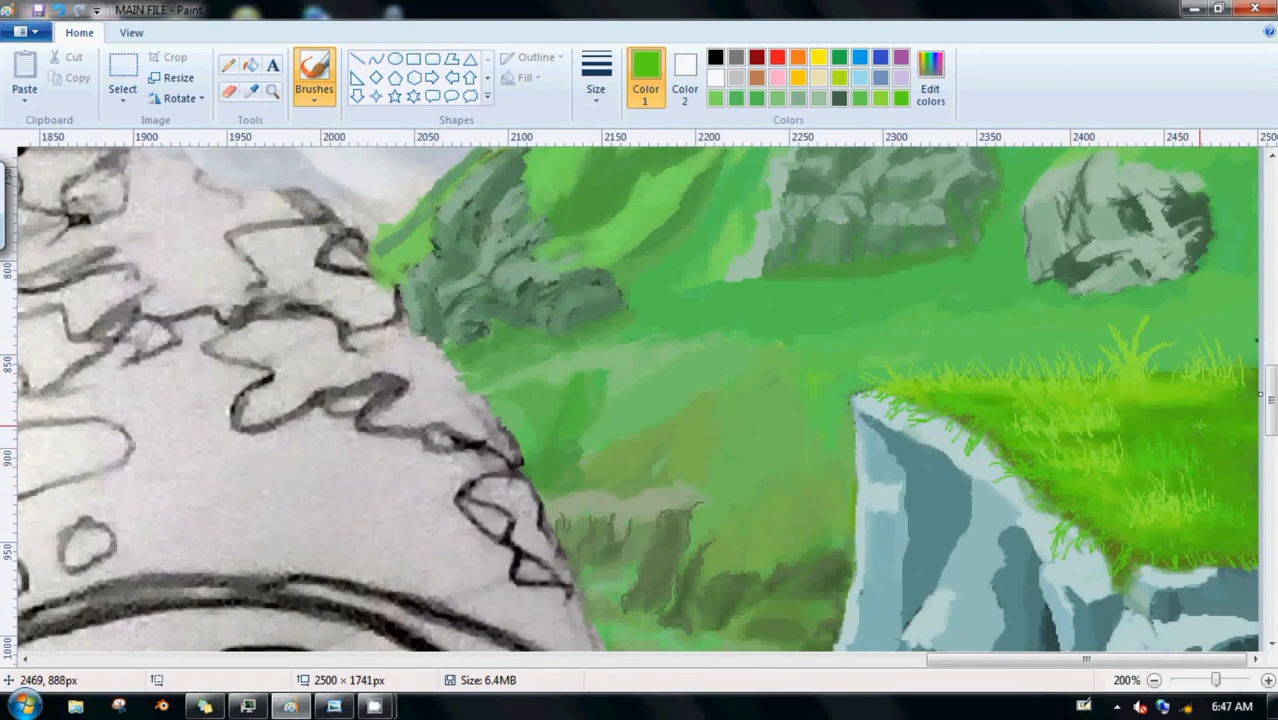 MAIN FILE - Paint
Home View
Paste
Cut
Copy
Clipboard
Select
Crop
Resize
Rotate
Image
A
Tools
Brushes
Shapes
Outline
Fill
Size
Color 1
Color 2
Edit colors
Colors
1850 1900 1950 2000 2050 2100 2150 2200 2250 2300 2350 2400 2450 2500
800
850
900
950
1000
2469, 888px
2500 × 1741px
Size: 6.4MB
200%
6:47 AM